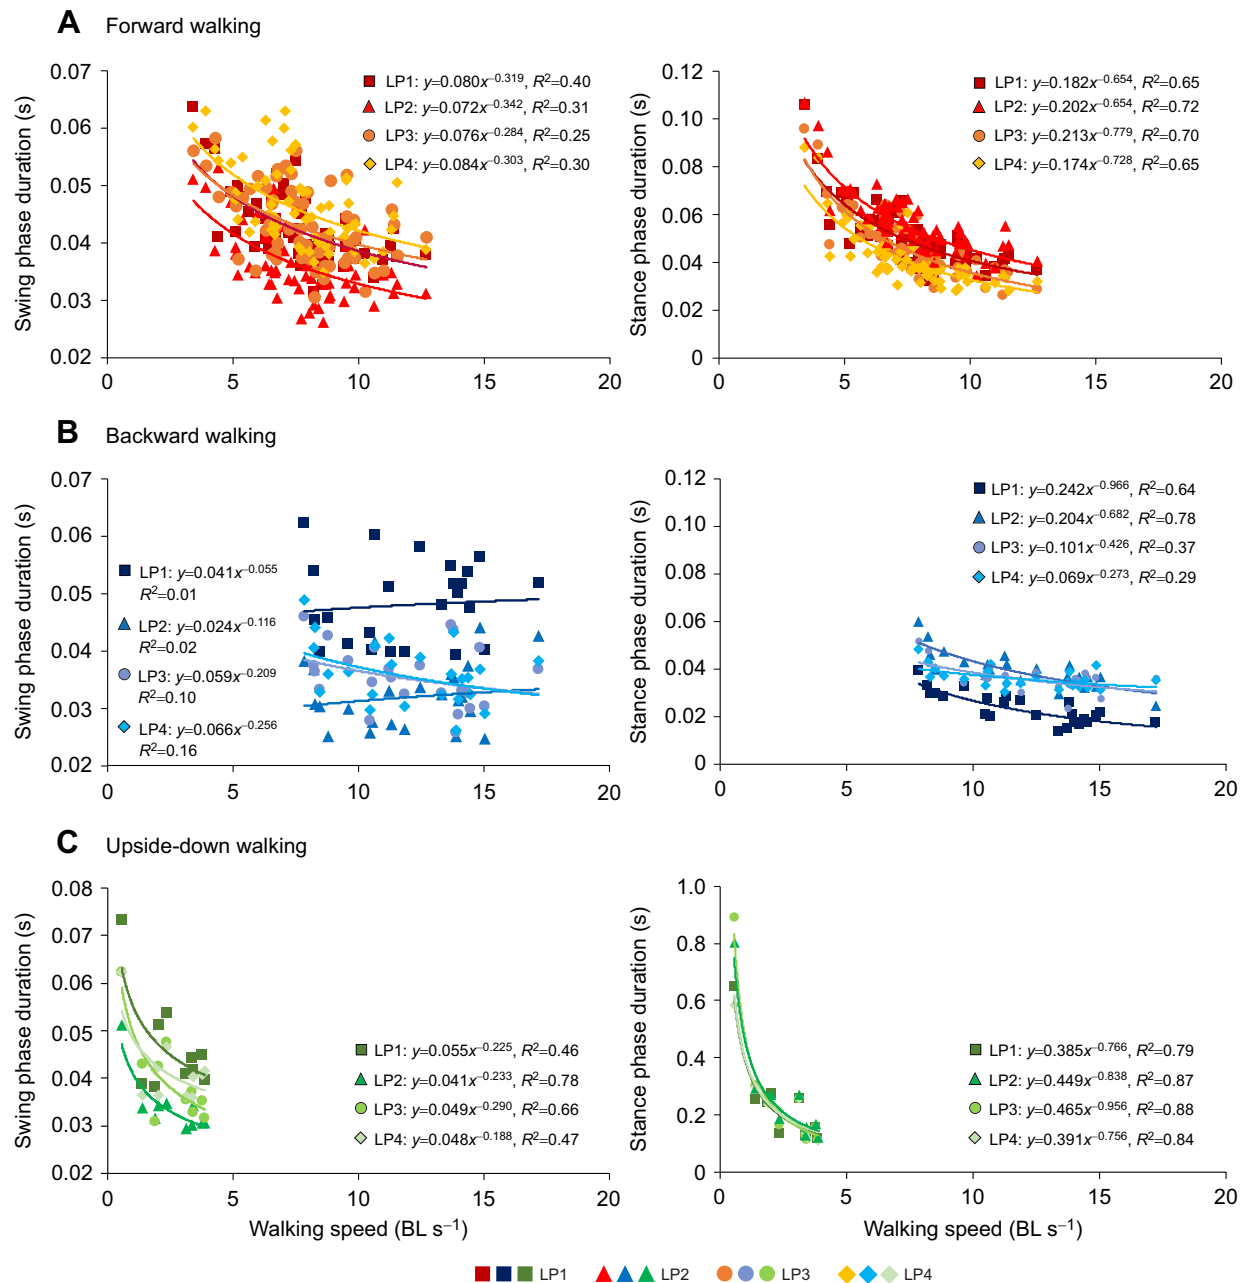 A Forward walking
Swing phase duration (s)
0.07
0.06
0.05
0.04
0.03
0.02
0 5 10 15 20
LP1: y=0.080x−0.319, R2=0.40
LP2: y=0.072x−0.342, R2=0.31
LP3: y=0.076x−0.284, R2=0.25
LP4: y=0.084x−0.303, R2=0.30
Stance phase duration (s)
0.12
0.10
0.08
0.06
0.04
0.02
0
0 5 10 15 20
LP1: y=0.182x−0.654, R2=0.65
LP2: y=0.202x−0.654, R2=0.72
LP3: y=0.213x−0.779, R2=0.70
LP4: y=0.174x−0.728, R2=0.65
B Backward walking
Swing phase duration (s)
0.07
0.06
0.05
0.04
0.03
0.02
0 5 10 15 20
LP1: y=0.041x−0.055
R2=0.01
LP2: y=0.024x−0.116
R2=0.02
LP3: y=0.059x−0.209
R2=0.10
LP4: y=0.066x−0.256
R2=0.16
Stance phase duration (s)
0.12
0.10
0.08
0.06
0.04
0.02
0
0 5 10 15 20
LP1: y=0.242x−0.966, R2=0.64
LP2: y=0.204x−0.682, R2=0.78
LP3: y=0.101x−0.426, R2=0.37
LP4: y=0.069x−0.273, R2=0.29
C Upside-down walking
Swing phase duration (s)
0.08
0.07
0.06
0.05
0.04
0.03
0.02
0 5 10 15 20
Walking speed (BL s−1)
LP1: y=0.055x−0.225, R2=0.46
LP2: y=0.041x−0.233, R2=0.78
LP3: y=0.049x−0.290, R2=0.66
LP4: y=0.048x−0.188, R2=0.47
Stance phase duration (s)
1.0
0.8
0.6
0.4
0.2
0
0 5 10 15 20
Walking speed (BL s−1)
LP1: y=0.385x−0.766, R2=0.79
LP2: y=0.449x−0.838, R2=0.87
LP3: y=0.465x−0.956, R2=0.88
LP4: y=0.391x−0.756, R2=0.84
LP1 LP2 LP3 LP4